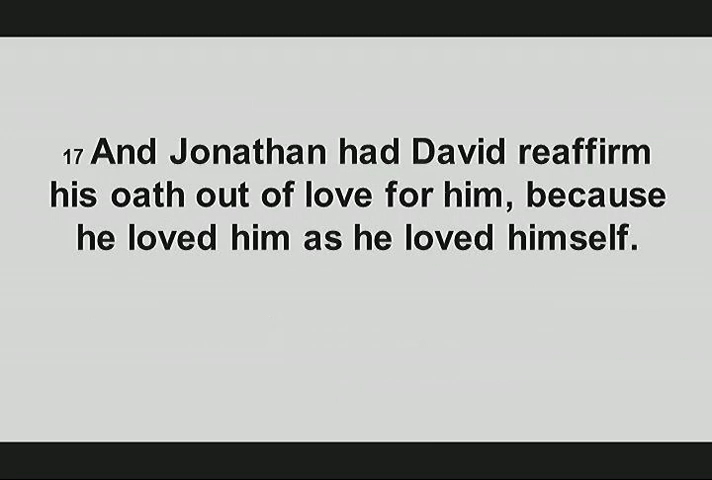 17 And Jonathan had David reaffirm
his oath out of love for him, because
he loved him as he loved himself.